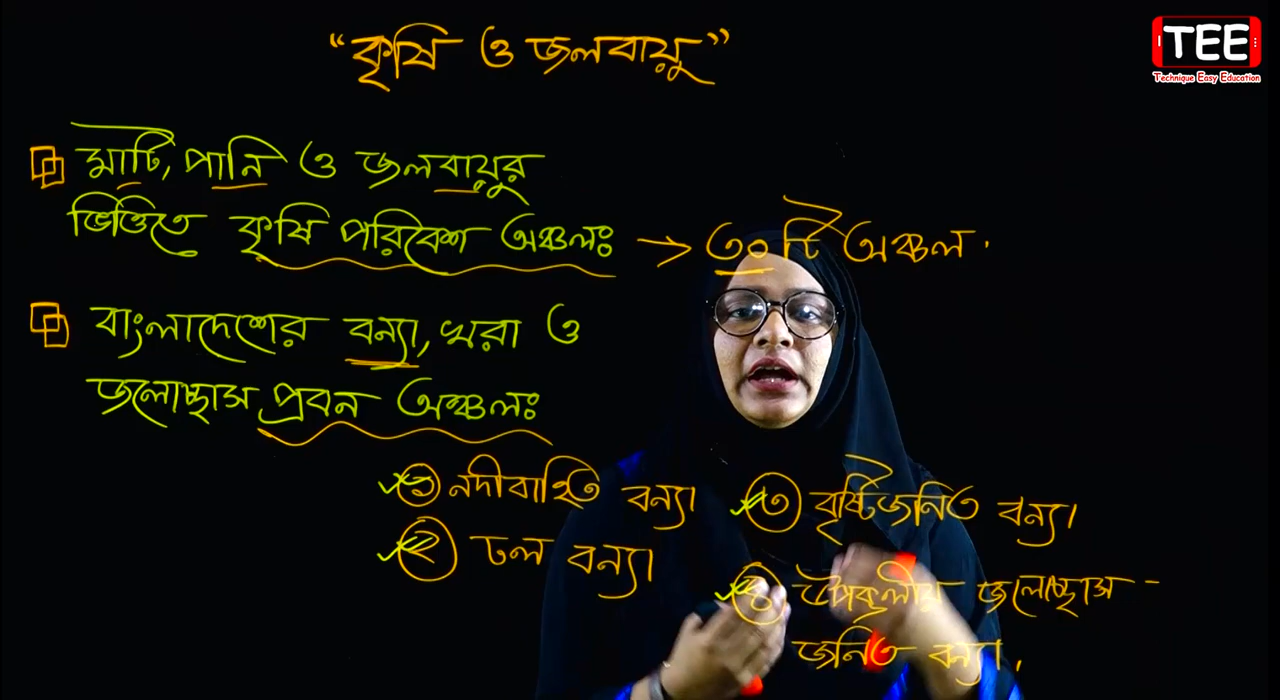 "কৃষি ও জলবায়ু"
TEE
Technique Easy Education
মাটি, পানি ও জলবায়ুর
ভিত্তিতে কৃষি পরিবেশ অঞ্চলঃ → ৩০টি অঞ্চল.
বাংলাদেশের বন্যা, খরা ও
জলোচ্ছাস প্রবন অঞ্চলঃ
১ নদীবাহিত বন্যা
২ ঢল বন্যা
৩ বৃষ্টিজনিত বন্যা
৪ উপকূলীয় জলোচ্ছাস -
জনিত বন্যা.